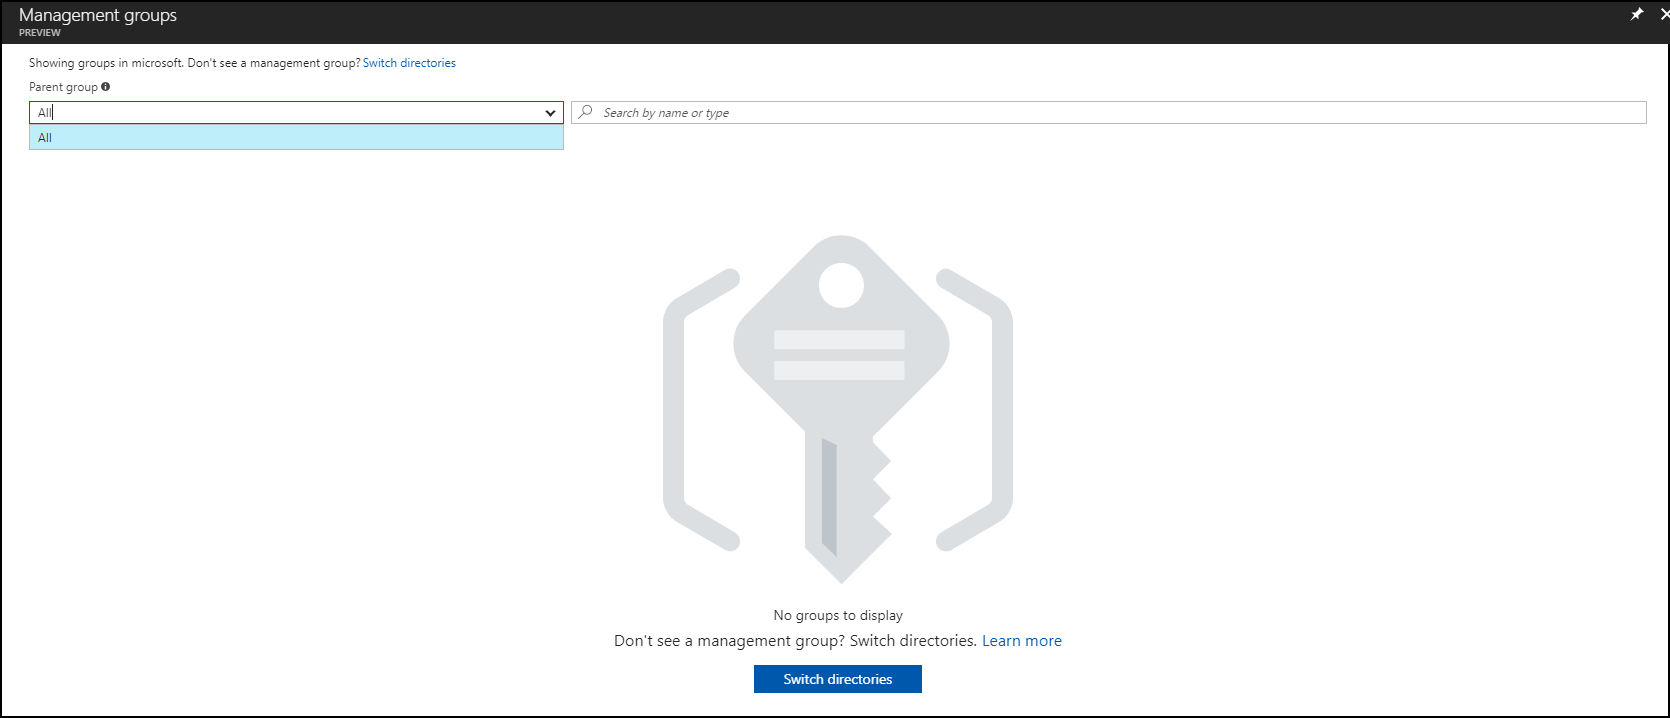 Management groups
PREVIEW
Showing groups in microsoft. Don't see a management group? Switch directories
Parent group
All
Search by name or type
All
No groups to display
Don't see a management group? Switch directories. Learn more
Switch directories